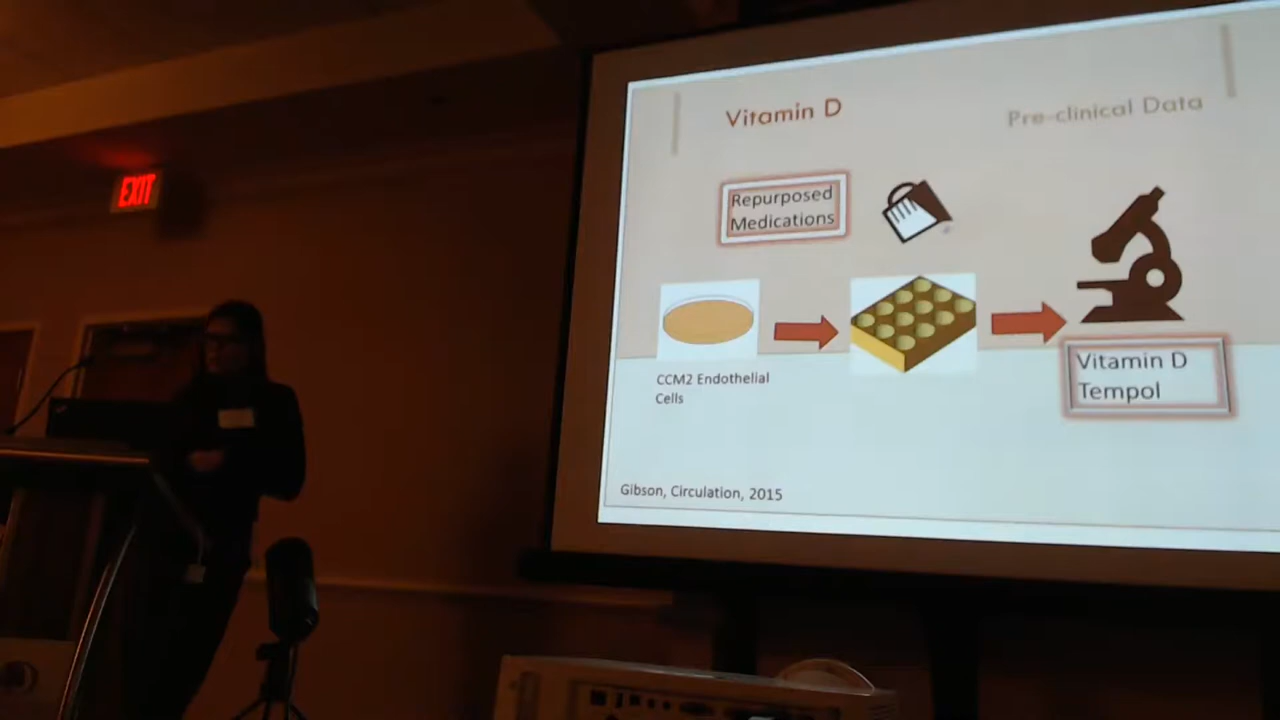 EXIT
Vitamin D
Pre-clinical Data
Repurposed
Medications
CCM2 Endothelial
Cells
Vitamin D
Tempol
Gibson, Circulation, 2015